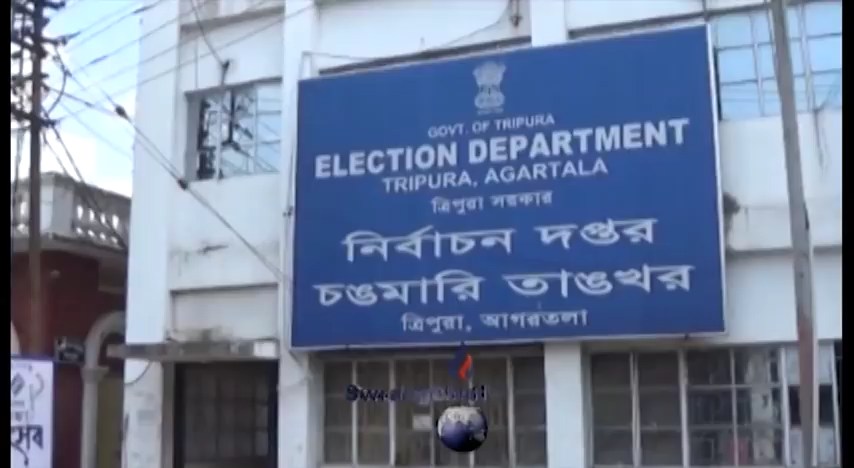 GOVT. OF TRIPURA
ELECTION DEPARTMENT
TRIPURA, AGARTALA
ত্রিপুরা সরকার
নির্বাচন দপ্তর
চঙমারি তাঙখর
ত্রিপুরা, আগরতলা